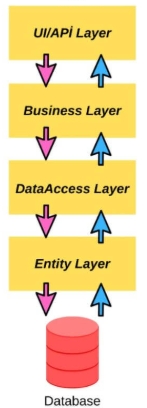 UI/APİ Layer
Business Layer
DataAccess Layer
Entity Layer
Database